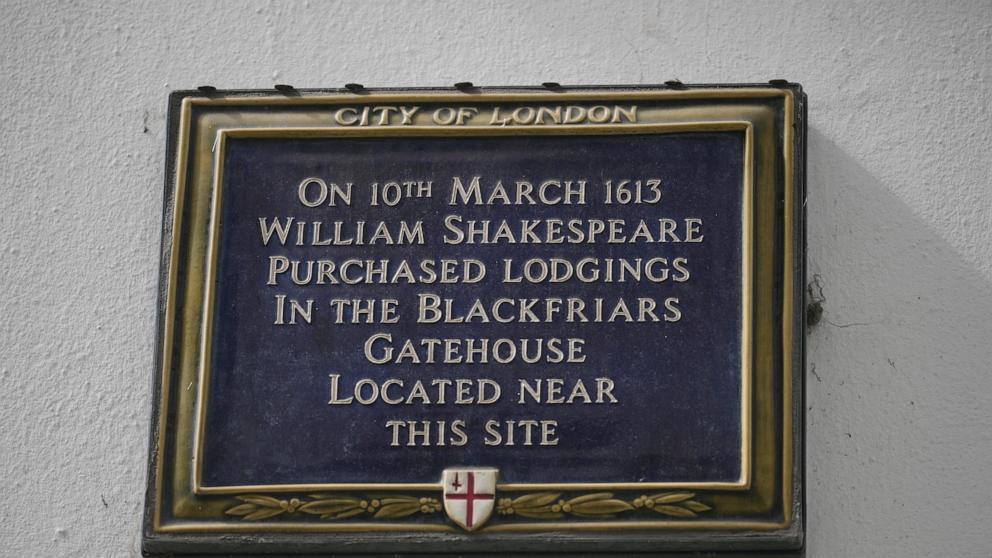 CITY OF LONDON
ON 10TH MARCH 1613
WILLIAM SHAKESPEARE
PURCHASED LODGINGS
IN THE BLACKFRIARS
GATEHOUSE
LOCATED NEAR
THIS SITE